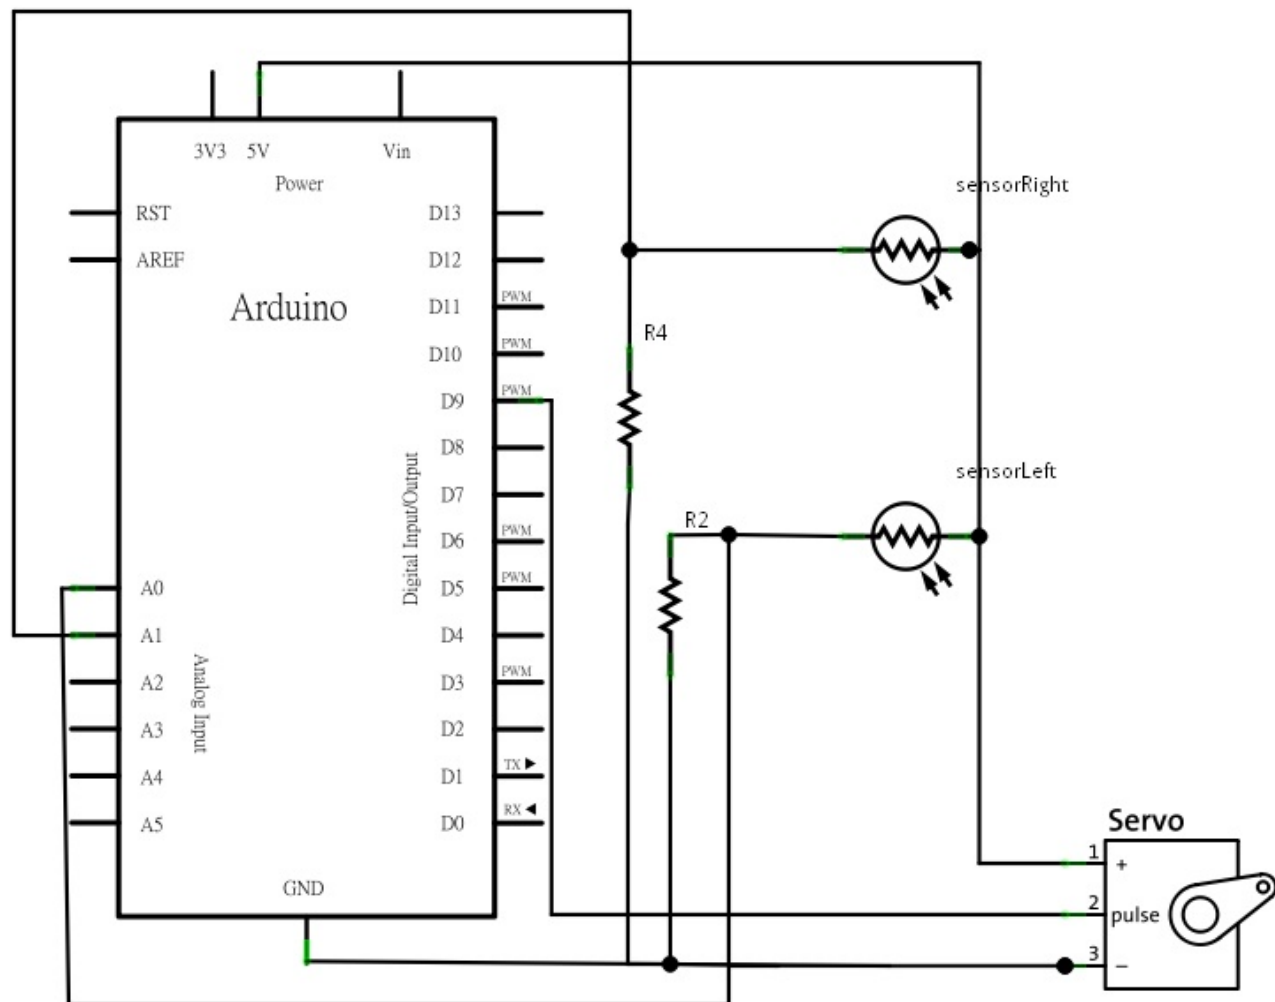 3V3 5V Vin
Power
RST
AREF
Arduino
D13
D12
PWM
D11
PWM
D10
PWM
D9
D8
D7
PWM
D6
PWM
D5
D4
PWM
D3
D2
TX
D1
RX
D0
Digital Input/Output
A0
A1
A2
A3
A4
A5
Analog Input
GND
sensorRight
R4
sensorLeft
R2
Servo
1 +
2 pulse
3 −